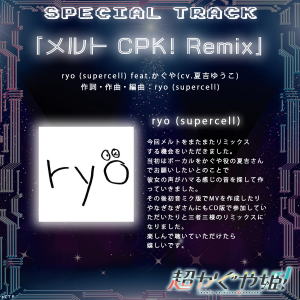 SPECIAL TRACK
『メルト CPK! Remix』
ryo (supercell) feat.かぐや(cv.夏吉ゆうこ)
作詞・作曲・編曲：ryo (supercell)
ryo
ryo (supercell)
今回メルトをまたまたリミックス
する機会をいただきました。
当初はボーカルをかぐや役の夏吉さん
でお願いしたいとのことで
彼女の声がハマる感じの音を探して作
っていきました。
その後初音ミク版でMVを作成したり
やなぎなぎさんにもCD版で参加してい
ただいたりと三者三様のリミックスに
なりました。
楽しんで聴いていただけたら
嬉しいです。
超かぐや姫!